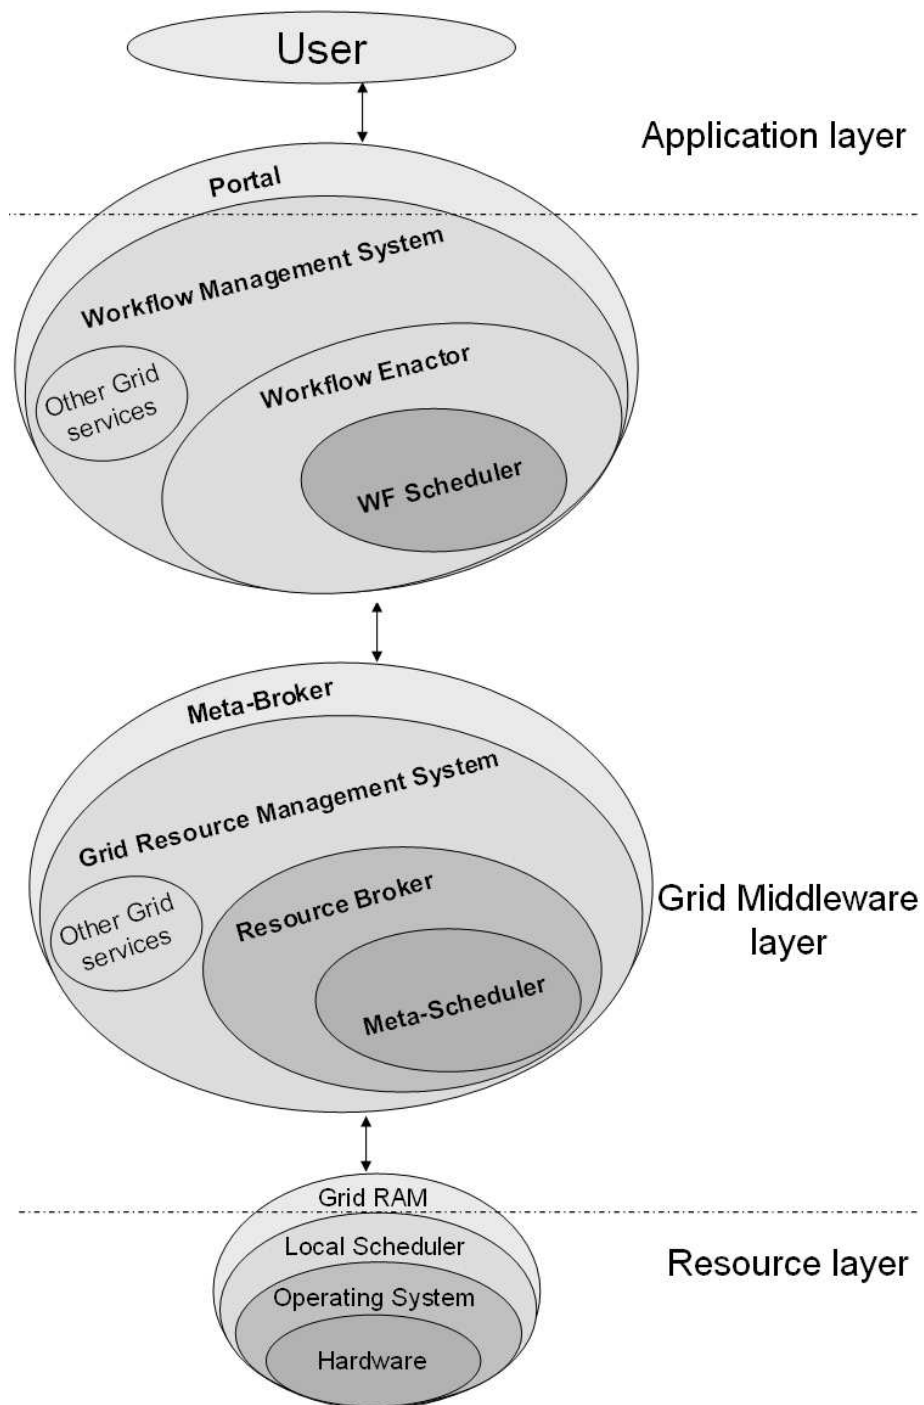 User
Application layer
Portal
Workflow Management System
Other Grid
services
Workflow Enactor
WF Scheduler
Meta-Broker
Grid Resource Management System
Other Grid
services
Resource Broker
Meta-Scheduler
Grid Middleware
layer
Grid RAM
Local Scheduler
Operating System
Hardware
Resource layer